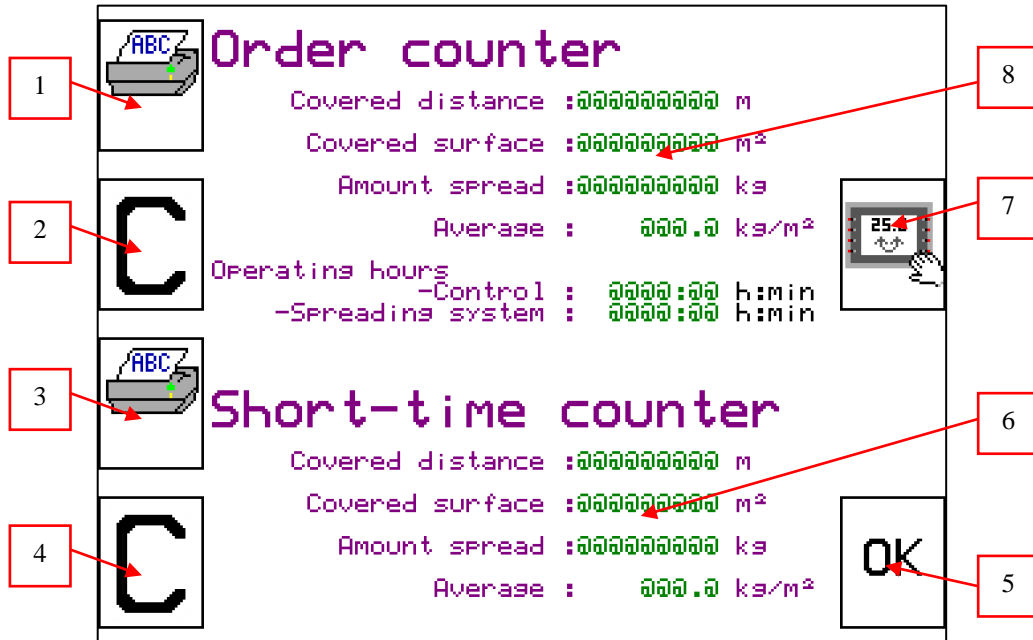 ABC
Order counter
1
8
Covered distance :@@@@@@@@@ m
Covered surface :@@@@@@@@@ m²
Amount spread :@@@@@@@@@ kg
2
C
7
25.0
Average : @@@.@ kg/m²
Operating hours
-Control : @@@@:@@ h:min
-Spreading system : @@@@:@@ h:min
ABC
3
Short-time counter
6
Covered distance :@@@@@@@@@ m
Covered surface :@@@@@@@@@ m²
4
C
Amount spread :@@@@@@@@@ kg
OK
5
Average : @@@.@ kg/m²